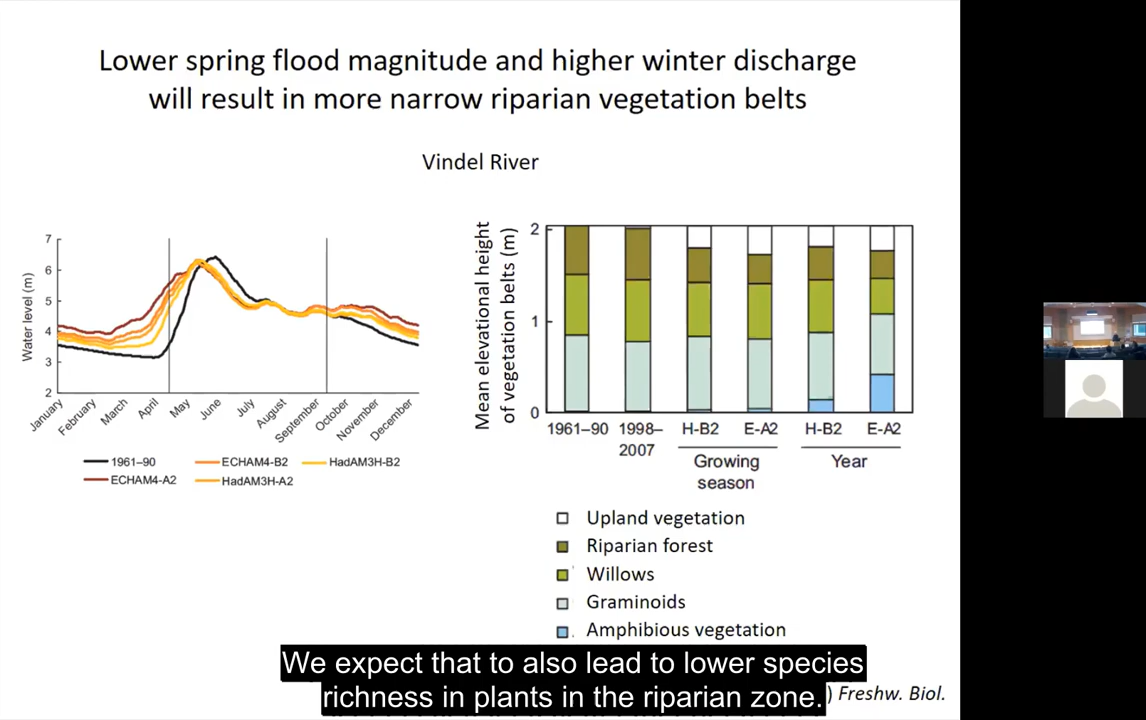 Lower spring flood magnitude and higher winter discharge
will result in more narrow riparian vegetation belts
Vindel River
Water level (m)
7
6
5
4
3
2
January
February
March
April
May
June
July
August
September
October
November
December
1961–90
ECHAM4-B2
HadAM3H-B2
ECHAM4-A2
HadAM3H-A2
Mean elevational height
of vegetation belts (m)
2
1
0
1961–90
1998–
2007
H-B2
E-A2
H-B2
E-A2
Growing
season
Year
Upland vegetation
Riparian forest
Willows
Graminoids
Amphibious vegetation
We expect that to also lead to lower species
richness in plants in the riparian zone.
) Freshw. Biol.